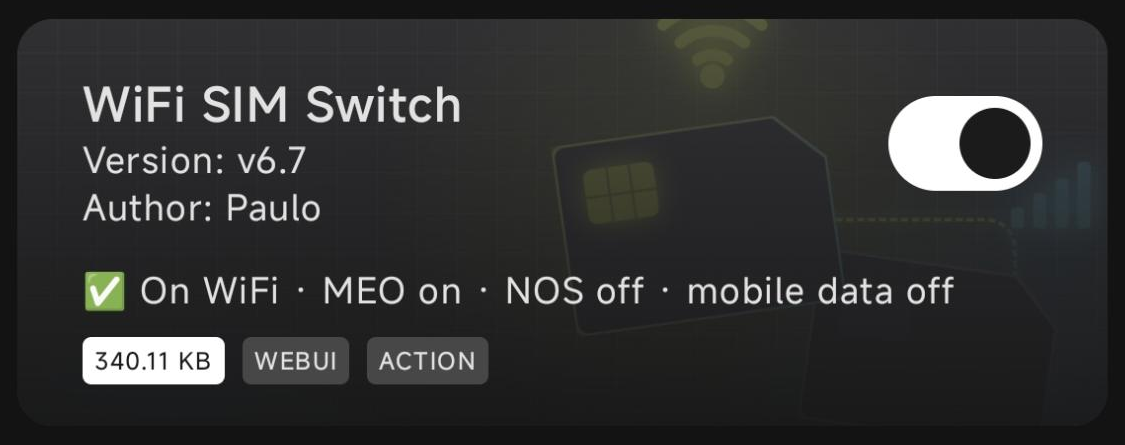 WiFi SIM Switch
Version: v6.7
Author: Paulo
✅ On WiFi · MEO on · NOS off · mobile data off
340.11 KB WEBUI ACTION